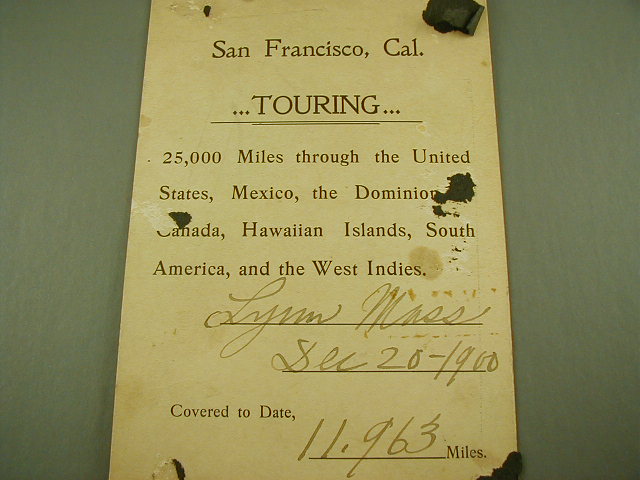 San Francisco, Cal.
...TOURING...
25,000 Miles through the United
States, Mexico, the Dominion
Canada, Hawaiian Islands, South
America, and the West Indies.
Lynn Mass
Dec 20-1900
Covered to Date,
11.963 Miles.